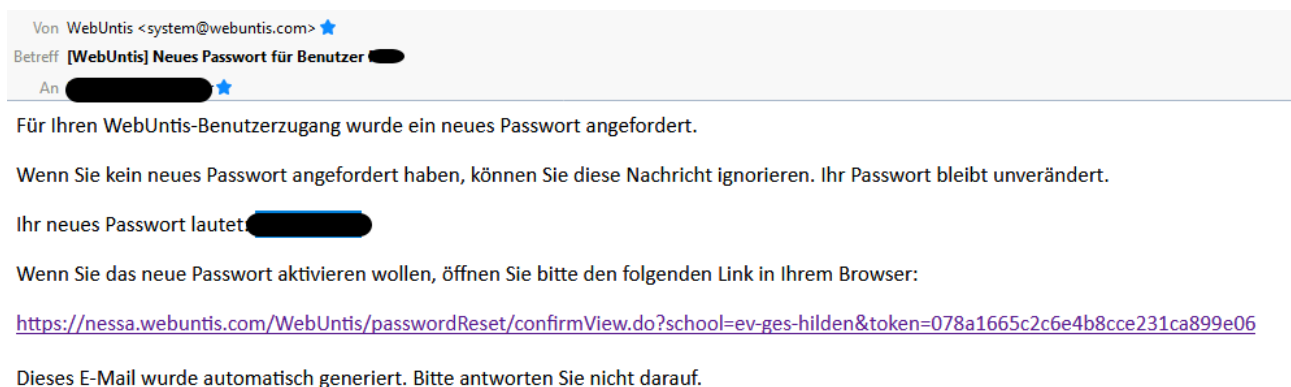 Von WebUntis <system@webuntis.com>
Betreff [WebUntis] Neues Passwort für Benutzer
An
Für Ihren WebUntis-Benutzerzugang wurde ein neues Passwort angefordert.
Wenn Sie kein neues Passwort angefordert haben, können Sie diese Nachricht ignorieren. Ihr Passwort bleibt unverändert.
Ihr neues Passwort lautet:
Wenn Sie das neue Passwort aktivieren wollen, öffnen Sie bitte den folgenden Link in Ihrem Browser:
https://nessa.webuntis.com/WebUntis/passwordReset/confirmView.do?school=ev-ges-hilden&token=078a1665c2c6e4b8cce231ca899e06
Dieses E-Mail wurde automatisch generiert. Bitte antworten Sie nicht darauf.